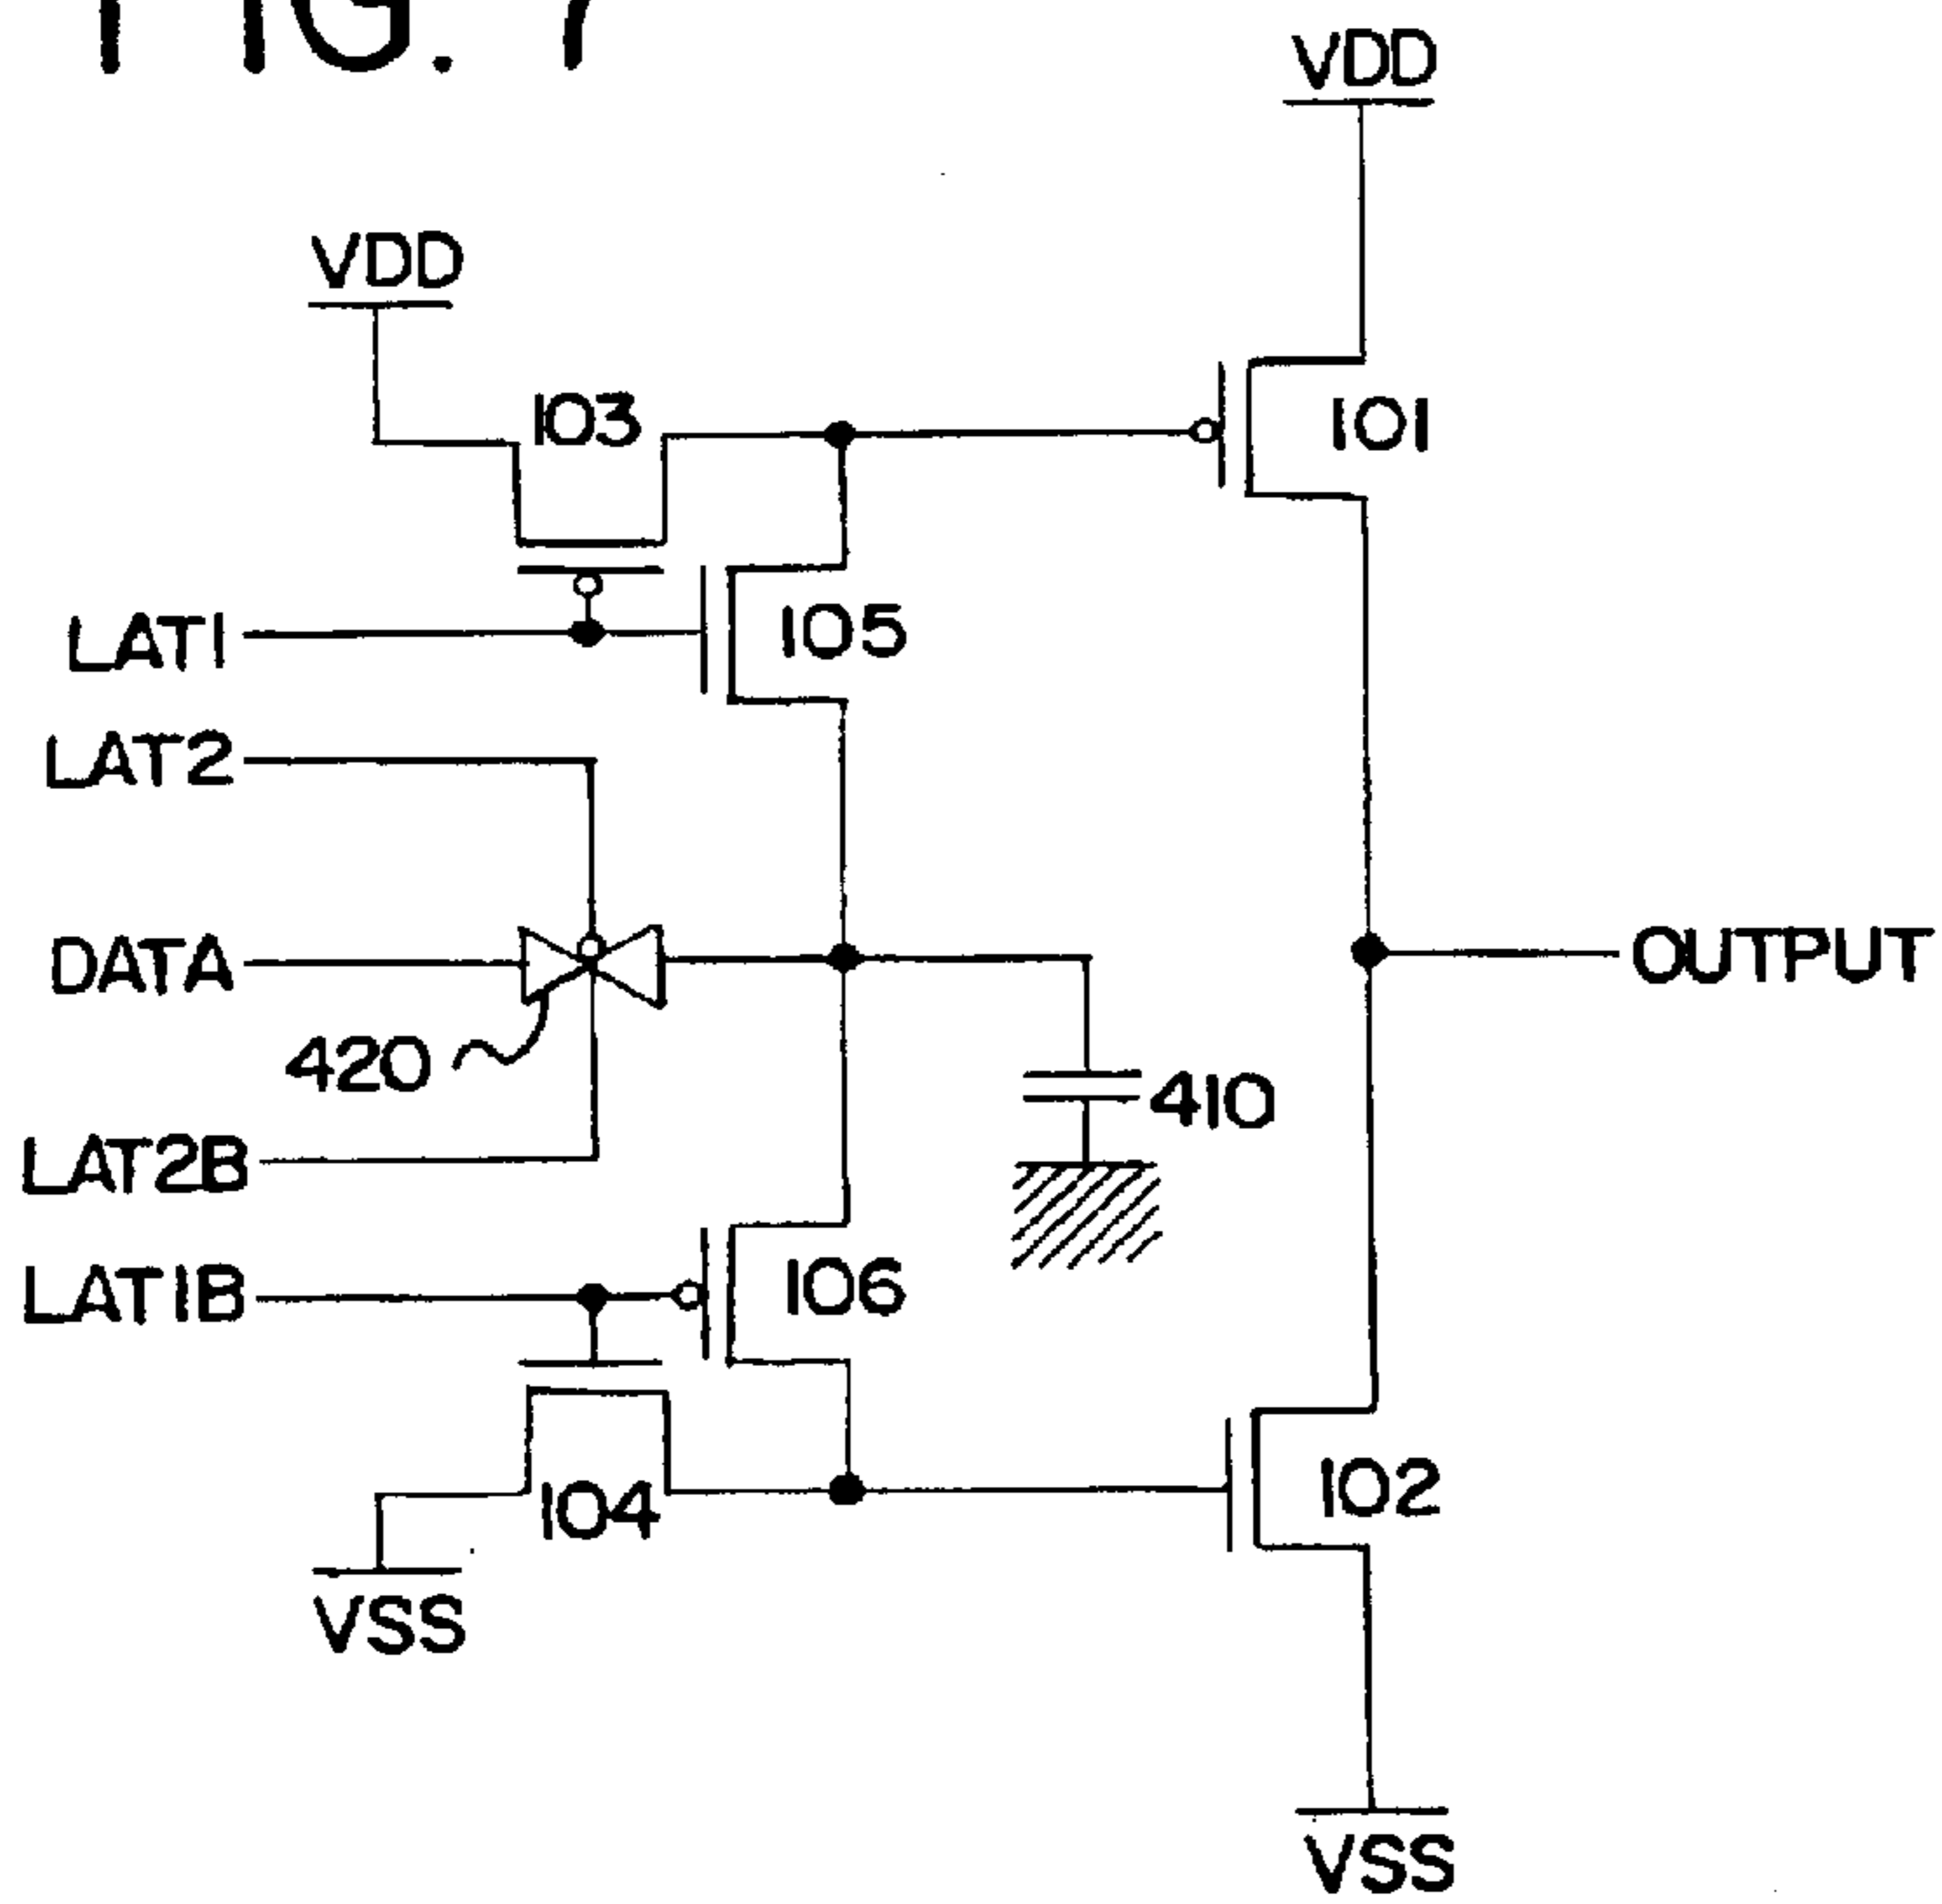 FIG. 7
VDD
VDD
103
101
LAT1
105
LAT2
DATA
OUTPUT
420
410
LAT2B
LAT1B
106
104
102
VSS
VSS